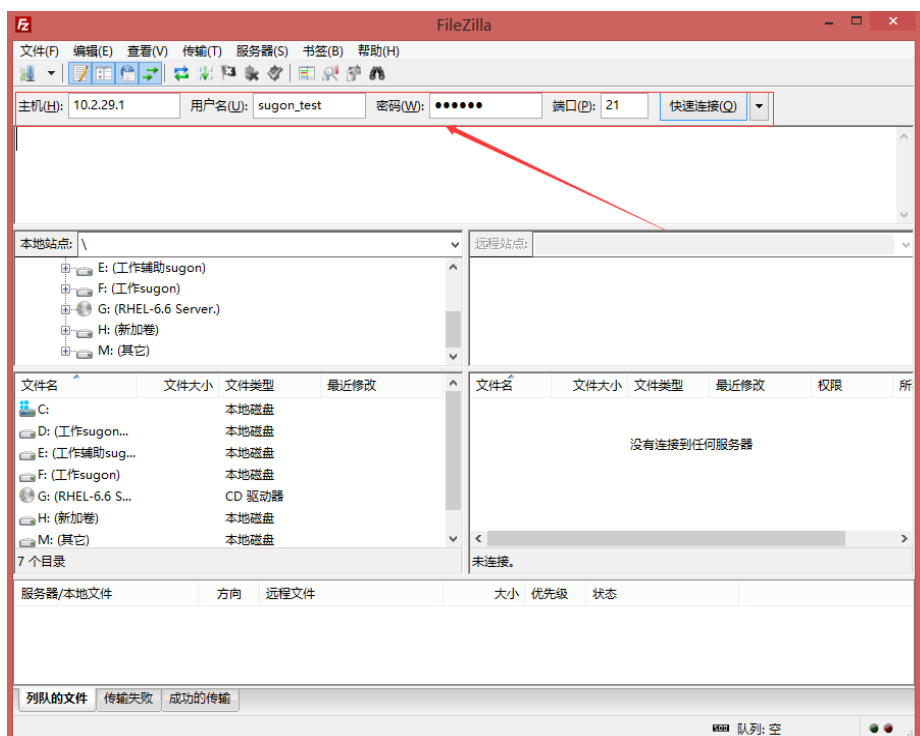 FileZilla
文件(F) 编辑(E) 查看(V) 传输(T) 服务器(S) 书签(B) 帮助(H)
主机(H): 10.2.29.1 用户名(U): sugon_test 密码(W): ●●●●●● 端口(P): 21 快速连接(Q)
本地站点: \ 远程站点:
E: (工作辅助sugon)
F: (工作sugon)
G: (RHEL-6.6 Server.)
H: (新加卷)
M: (其它)
文件名 文件大小 文件类型 最近修改
C: 本地磁盘
D: (工作sugon... 本地磁盘
E: (工作辅助sug... 本地磁盘
F: (工作sugon) 本地磁盘
G: (RHEL-6.6 S... CD 驱动器
H: (新加卷) 本地磁盘
M: (其它) 本地磁盘
7 个目录
文件名 文件大小 文件类型 最近修改 权限 所
没有连接到任何服务器
未连接。
服务器/本地文件 方向 远程文件 大小 优先级 状态
列队的文件 传输失败 成功的传输
队列: 空